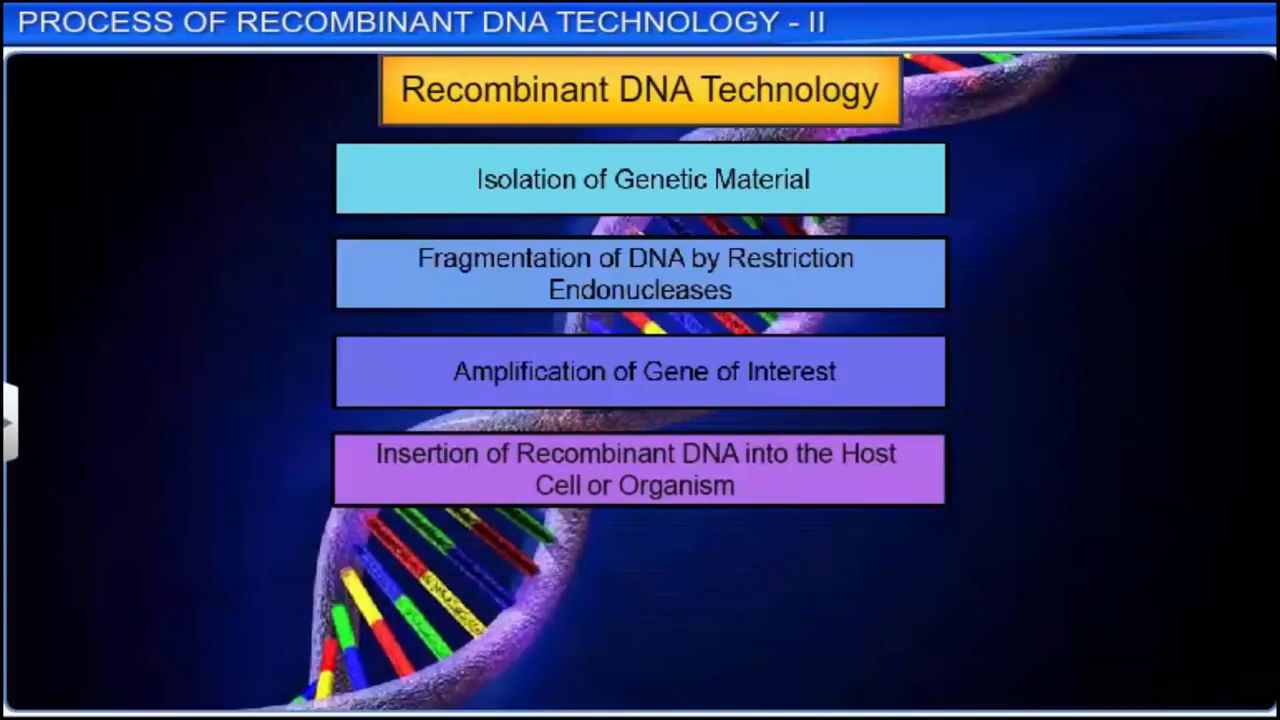 PROCESS OF RECOMBINANT DNA TECHNOLOGY - II
Recombinant DNA Technology
Isolation of Genetic Material
Fragmentation of DNA by Restriction
Endonucleases
Amplification of Gene of Interest
Insertion of Recombinant DNA into the Host
Cell or Organism